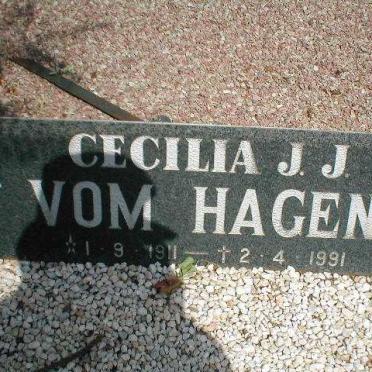 CECILIA J. J.
VOM HAGEN
☆ 1 - 9 - 1911 — † 2 - 4 - 1991